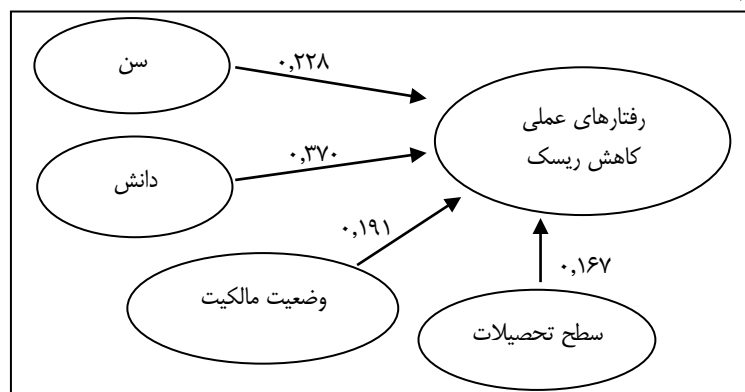 سن
۰,۲۲۸
رفتارهای عملی
کاهش ریسک
۰,۳۷۰
دانش
۰,۱۹۱
وضعیت مالکیت
۰,۱۶۷
سطح تحصیلات